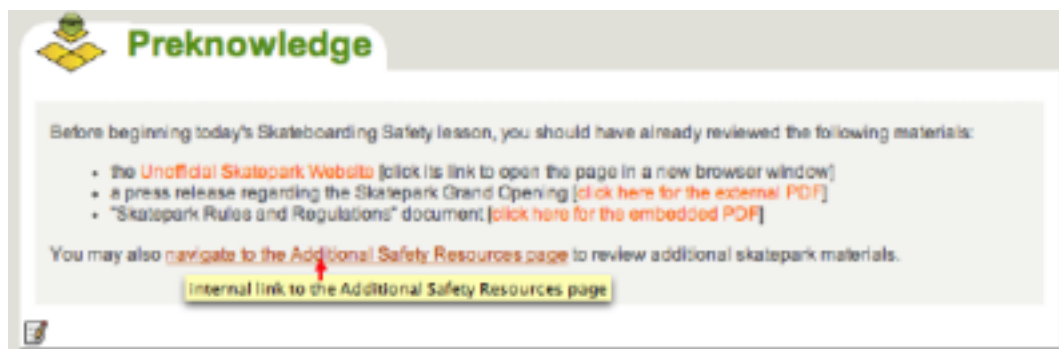 Preknowledge
Before beginning today's Skateboarding Safety lesson, you should have already reviewed the following materials:
• the Unofficial Skatepark Website [click its link to open the page in a new browser window]
• a press release regarding the Skatepark Grand Opening [click here for the external PDF]
• "Skatepark Rules and Regulations" document [click here for the embedded PDF]
You may also navigate to the Additional Safety Resources page to review additional skatepark materials.
internal link to the Additional Safety Resources page